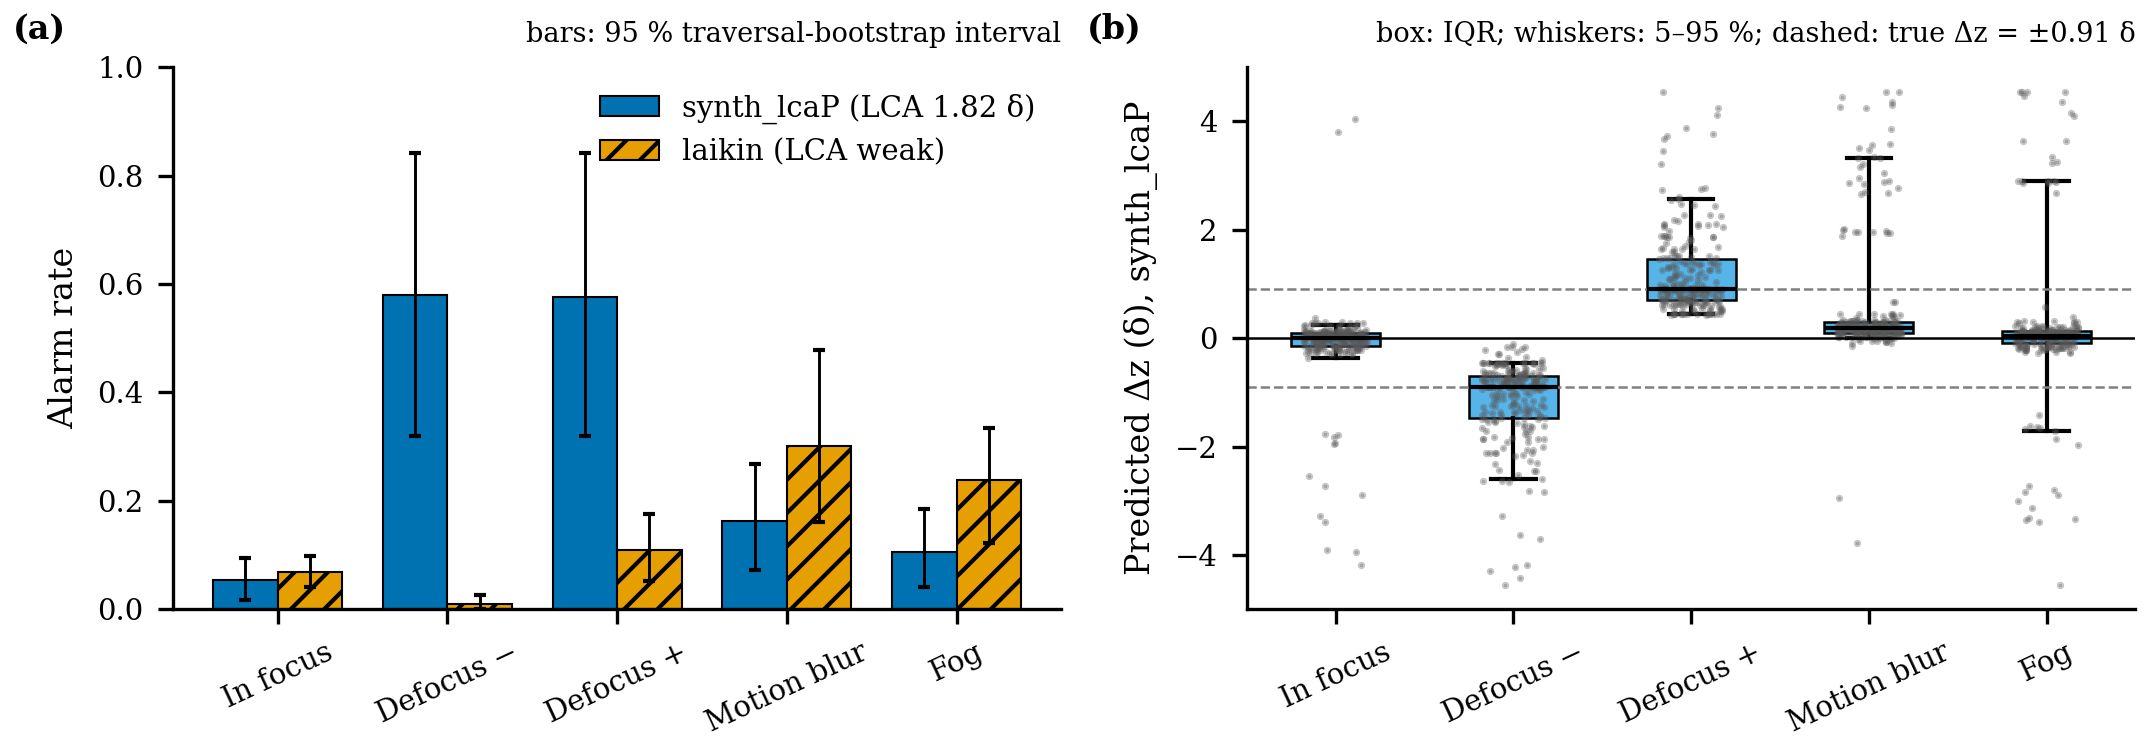 (a)
bars: 95 % traversal-bootstrap interval
1.0
0.8
0.6
0.4
0.2
0.0
Alarm rate
synth_lcaP (LCA 1.82 δ)
laikin (LCA weak)
In focus
Defocus −
Defocus +
Motion blur
Fog
(b)
box: IQR; whiskers: 5–95 %; dashed: true Δz = ±0.91 δ
4
2
0
−2
−4
Predicted Δz (δ), synth_lcaP
In focus
Defocus −
Defocus +
Motion blur
Fog